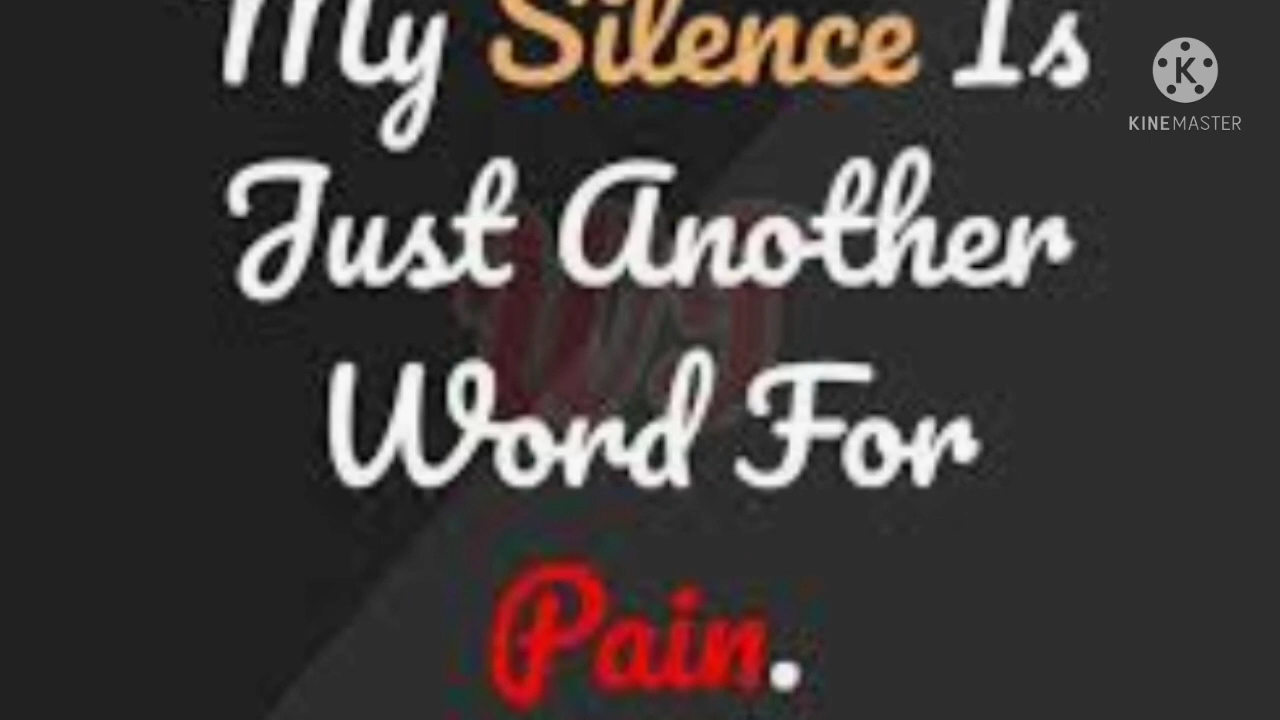 My Silence Is
KINEMASTER
Just Another
Word For
Pain.